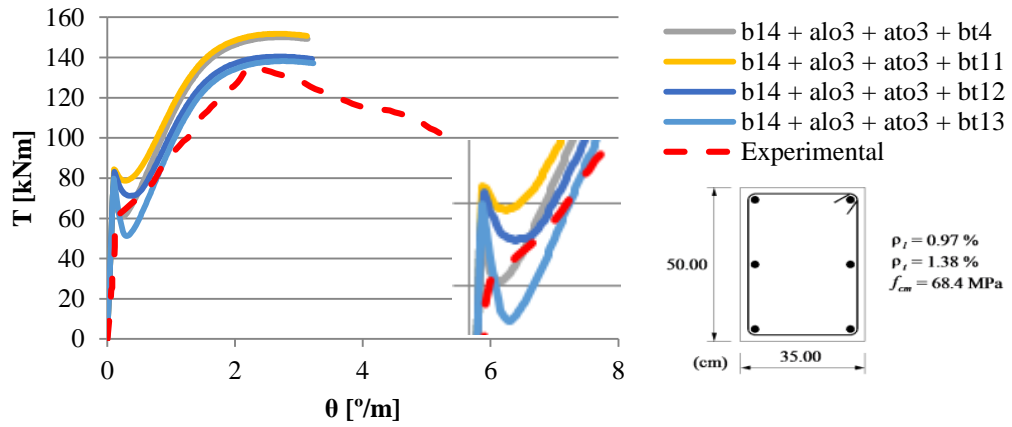 160
140
120
100
80
60
40
20
0
T [kNm]
0 2 4 6 8
θ [º/m]
b14 + alo3 + ato3 + bt4
b14 + alo3 + ato3 + bt11
b14 + alo3 + ato3 + bt12
b14 + alo3 + ato3 + bt13
Experimental
50.00
ρl = 0.97 %
ρt = 1.38 %
fcm = 68.4 MPa
(cm) 35.00